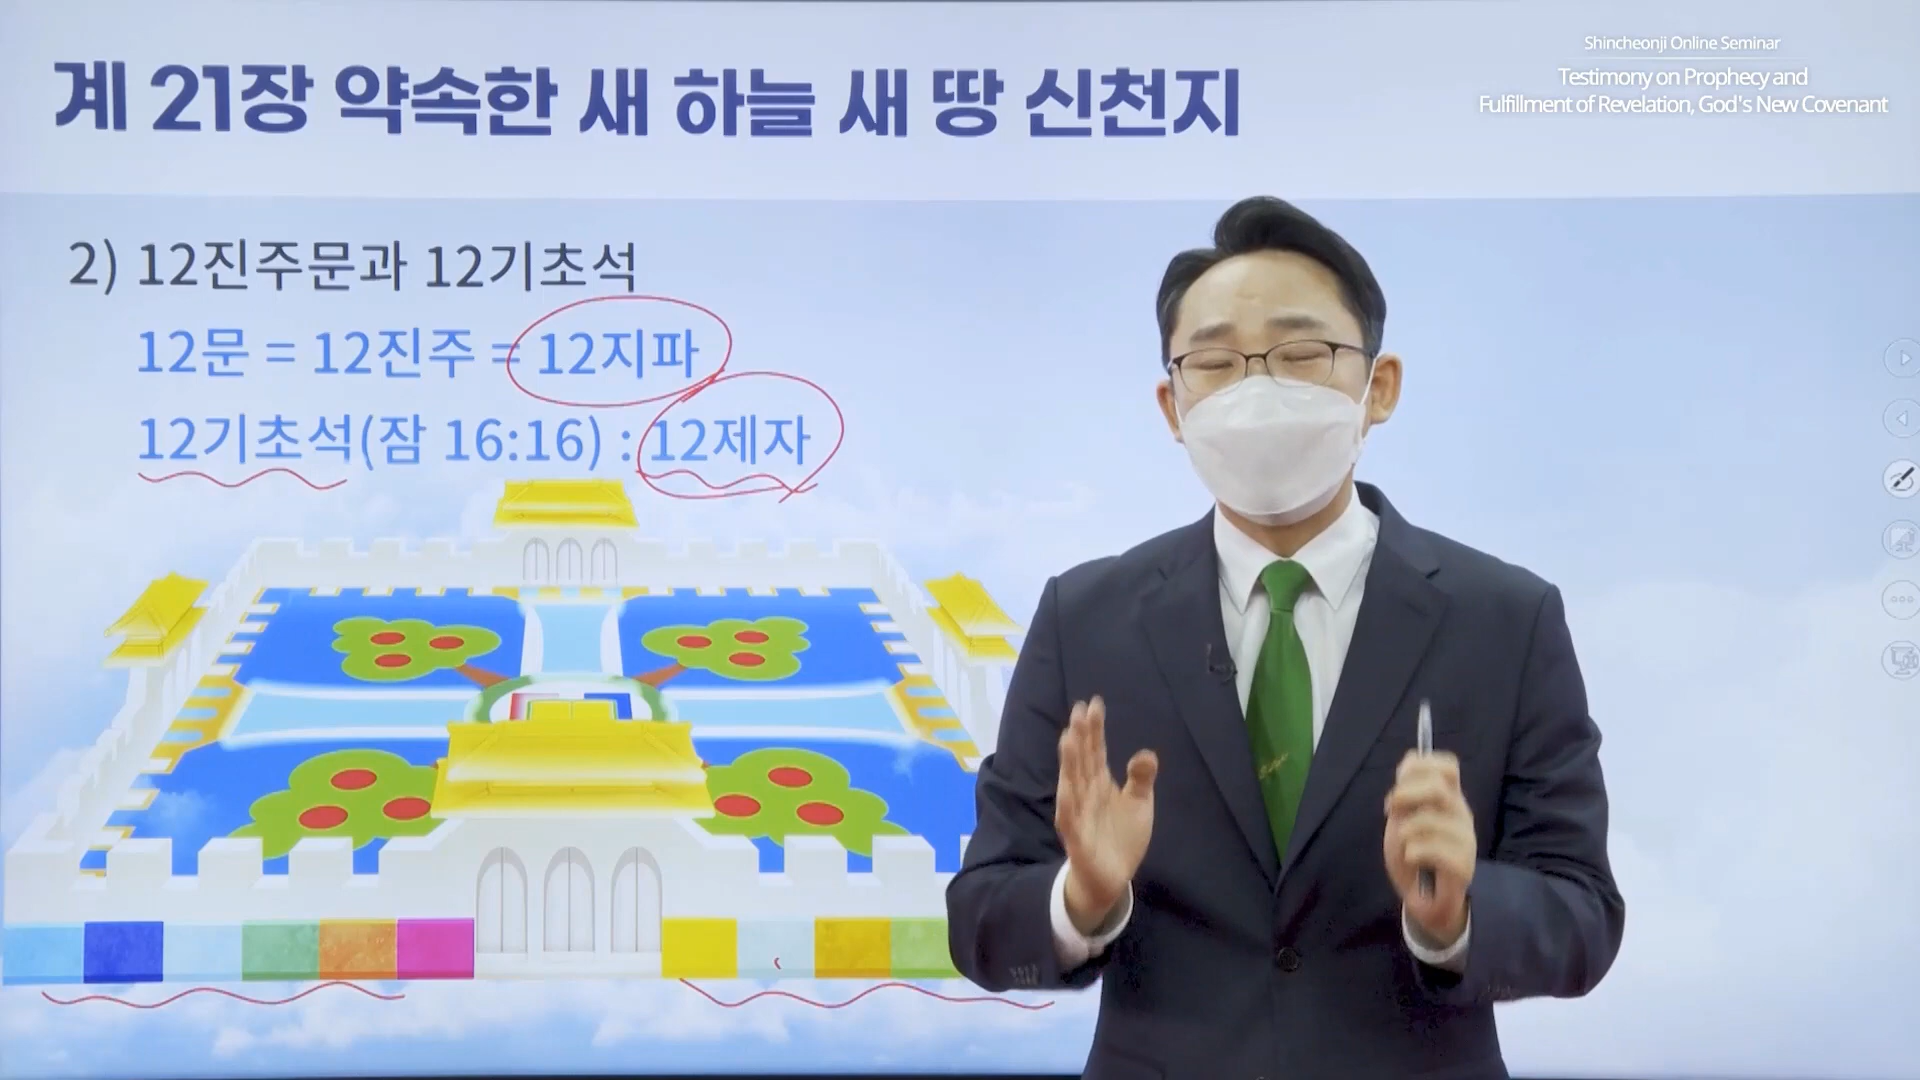 계 21장 약속한 새 하늘 새 땅 신천지
Shincheonji Online Seminar
Testimony on Prophecy and
Fulfillment of Revelation, God's New Covenant
2) 12진주문과 12기초석
12문 = 12진주 = 12지파
12기초석(잠 16:16) : 12제자